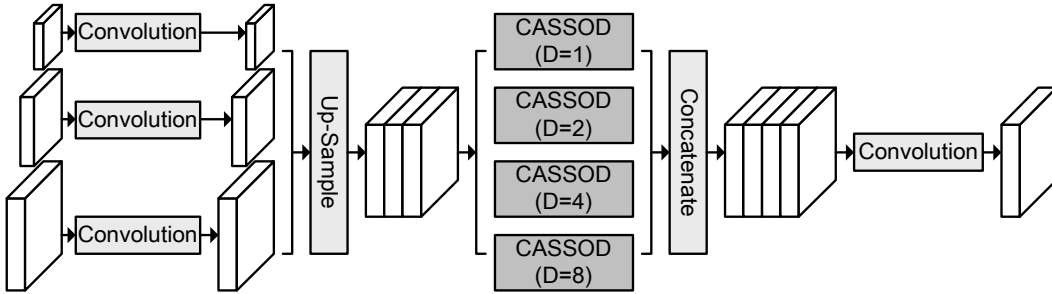 Convolution
Convolution
Convolution
Up-Sample
CASSOD
(D=1)
CASSOD
(D=2)
CASSOD
(D=4)
CASSOD
(D=8)
Concatenate
Convolution